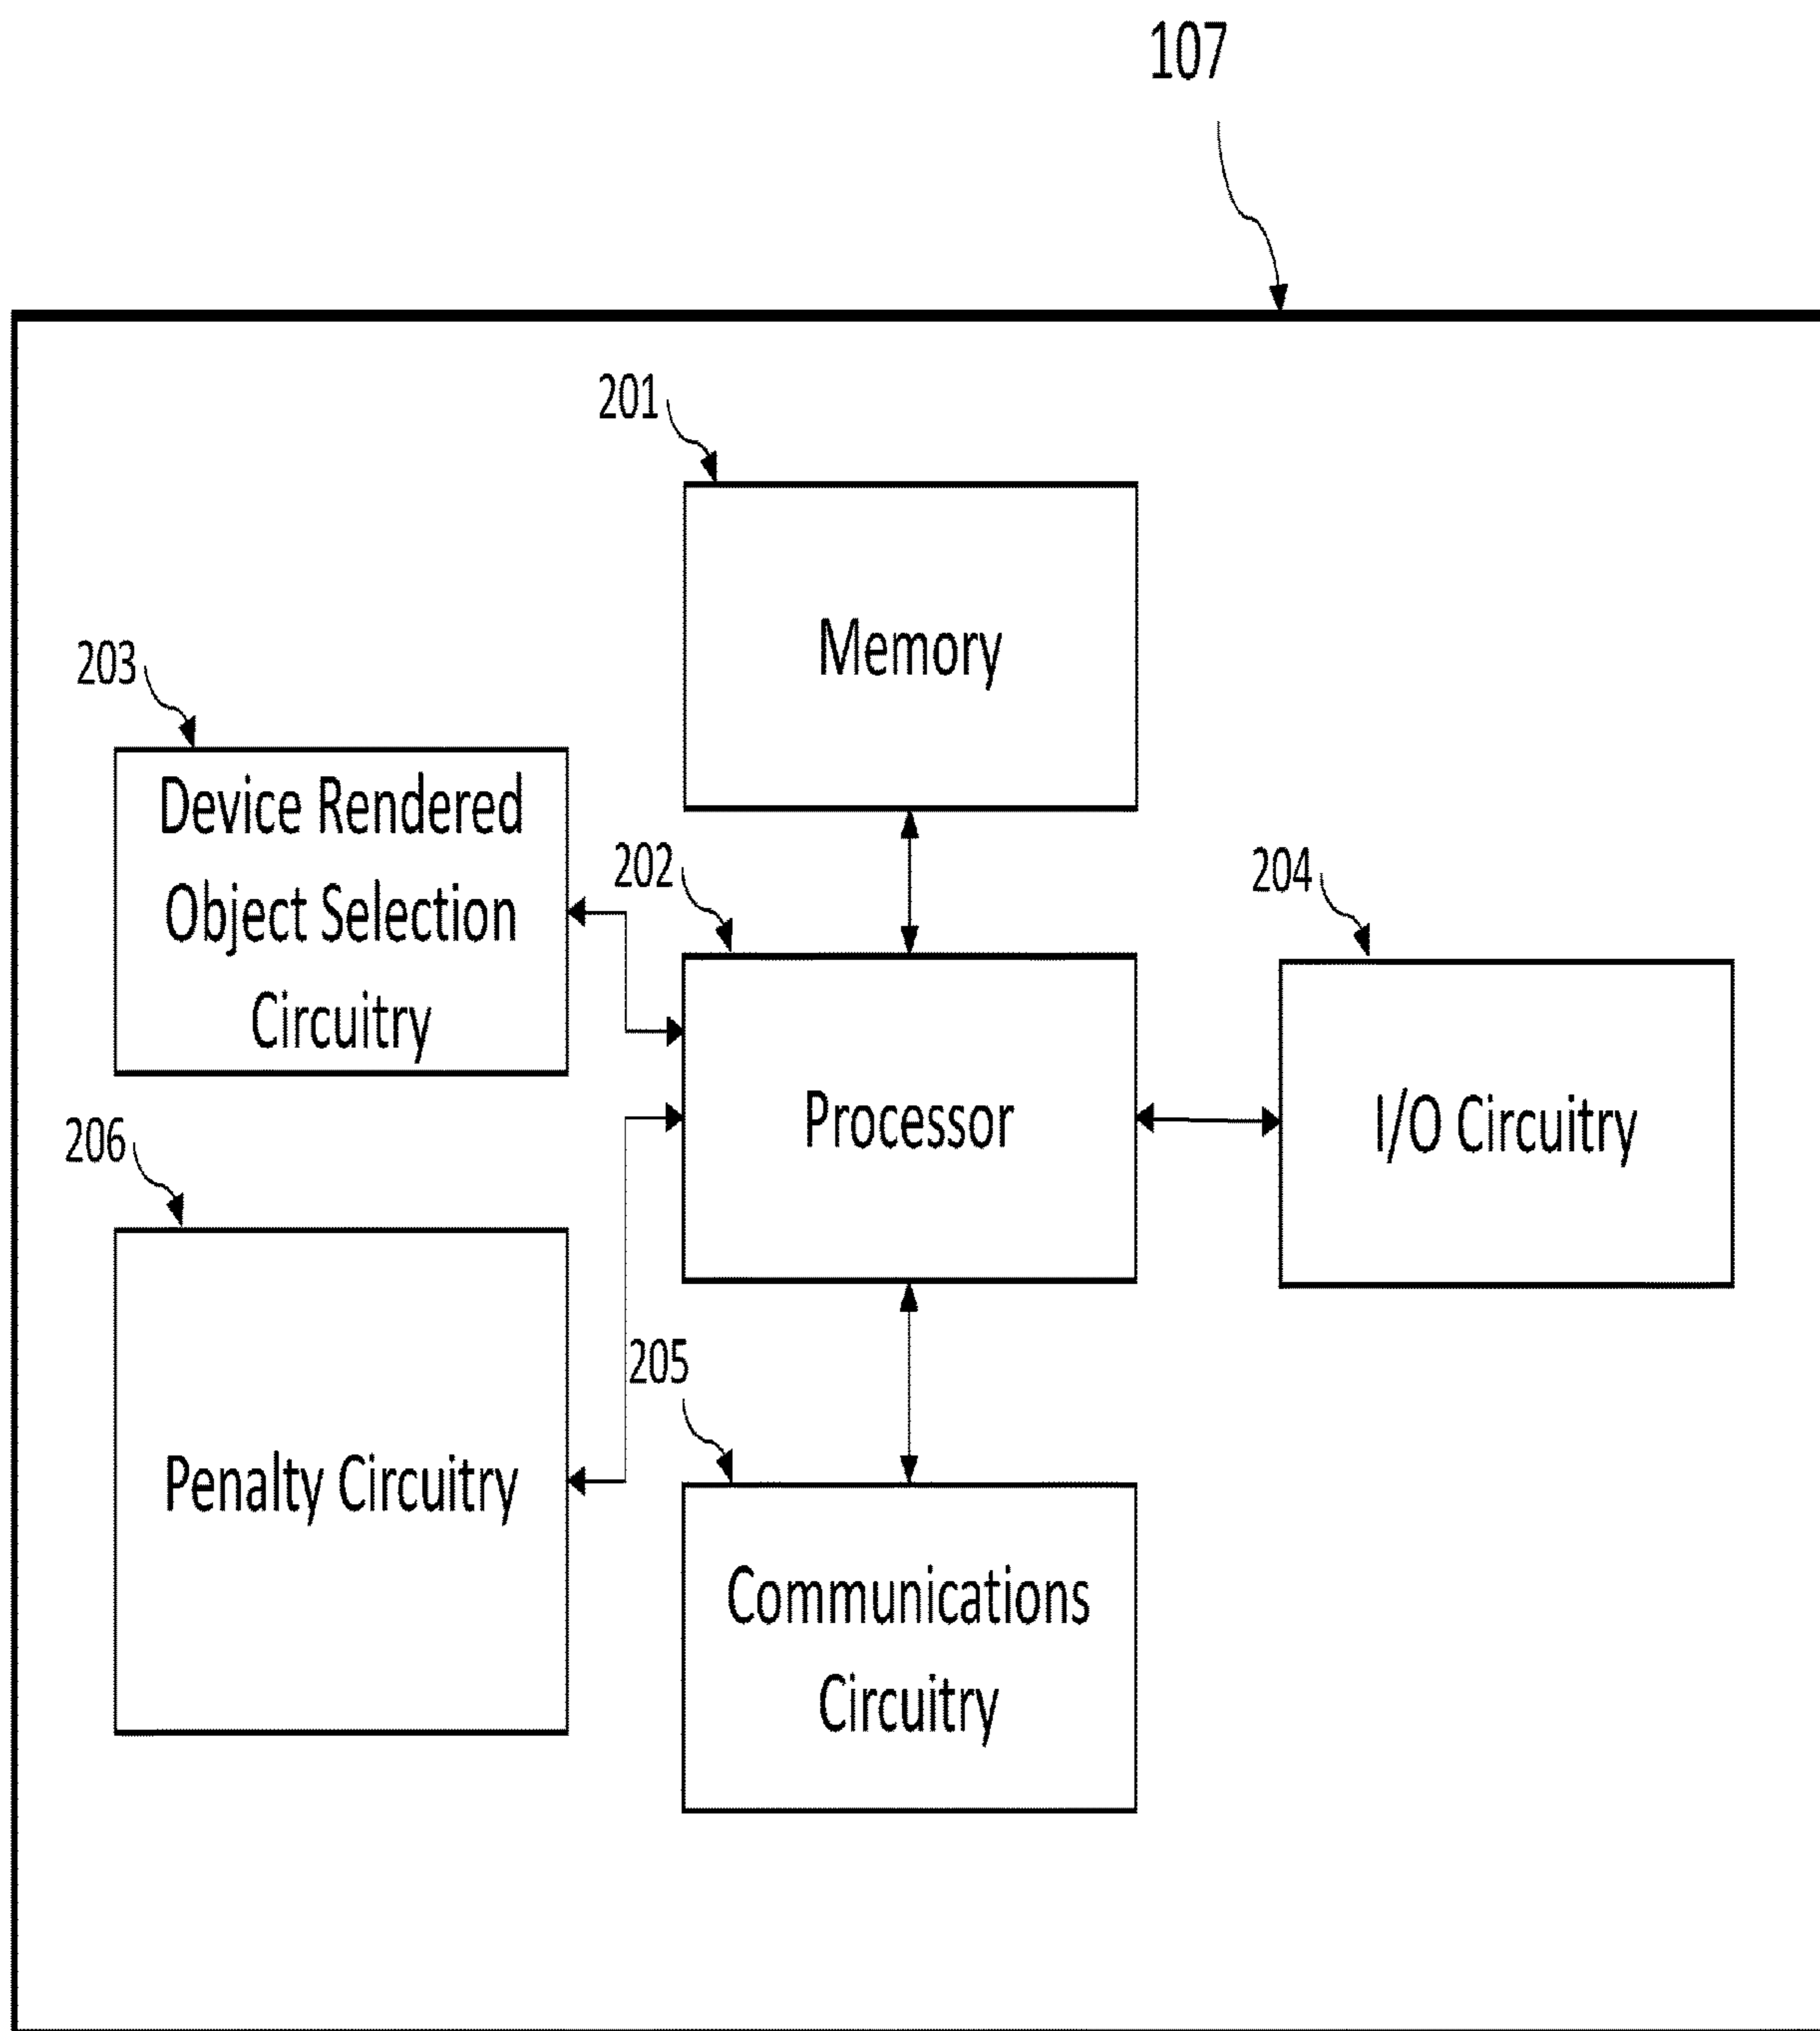 107
201
Memory
203
Device Rendered
Object Selection
Circuitry
202
Processor
204
I/O Circuitry
206
Penalty Circuitry
205
Communications
Circuitry